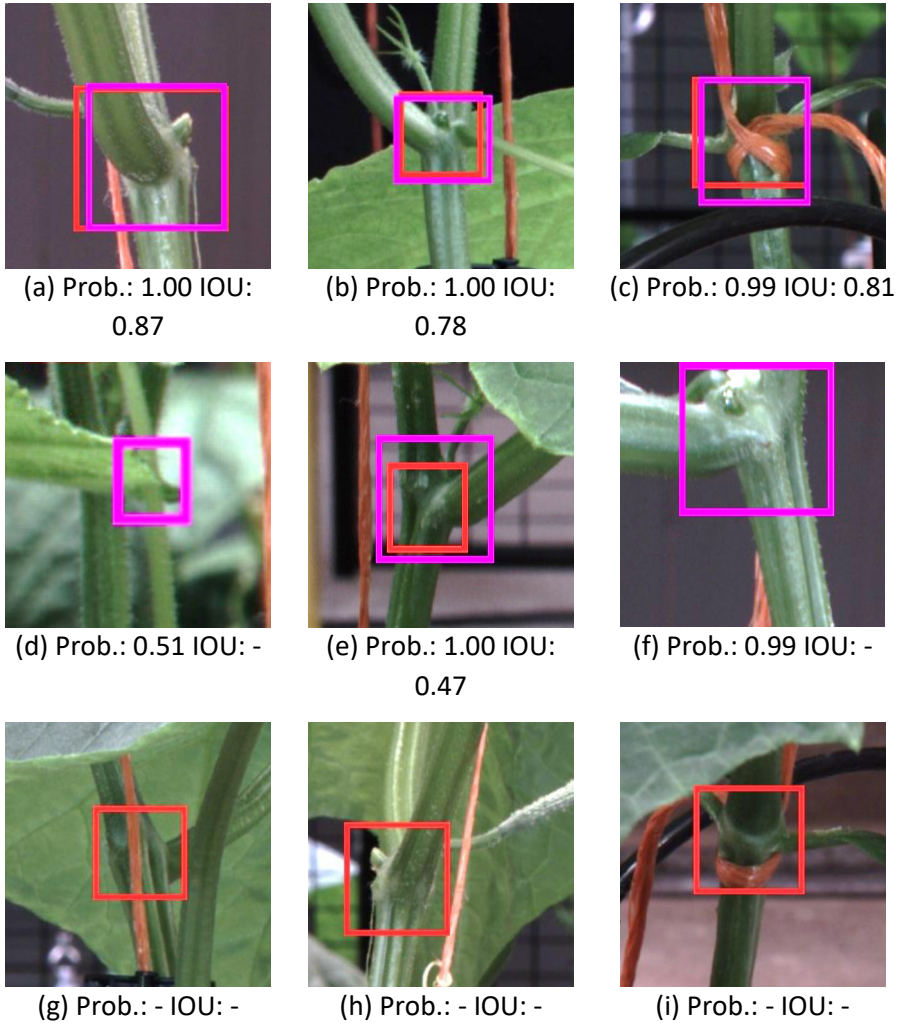 (a) Prob.: 1.00 IOU:
0.87
(b) Prob.: 1.00 IOU:
0.78
(c) Prob.: 0.99 IOU: 0.81
(d) Prob.: 0.51 IOU: -
(e) Prob.: 1.00 IOU:
0.47
(f) Prob.: 0.99 IOU: -
(g) Prob.: - IOU: -
(h) Prob.: - IOU: -
(i) Prob.: - IOU: -